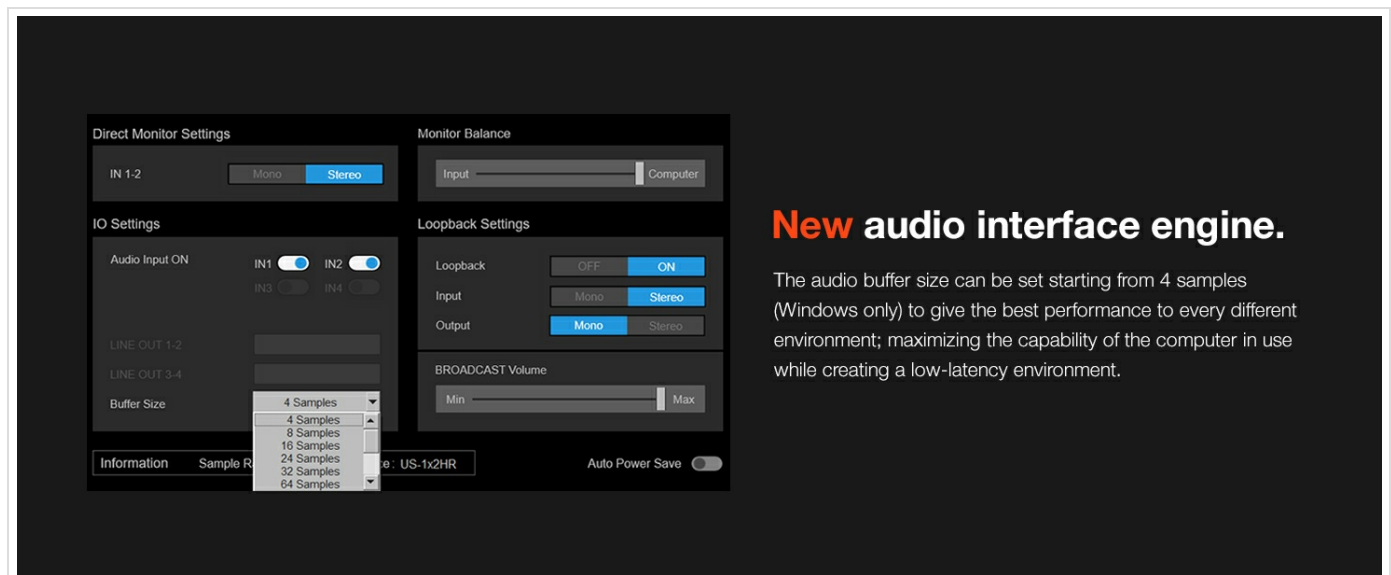 Direct Monitor Settings
IN 1-2 Mono Stereo
Monitor Balance
Input Computer
IO Settings
Audio Input ON IN1 IN2
IN3 IN4
LINE OUT 1-2
LINE OUT 3-4
Buffer Size 4 Samples
4 Samples
8 Samples
16 Samples
24 Samples
32 Samples
64 Samples
Loopback Settings
Loopback OFF ON
Input Mono Stereo
Output Mono Stereo
BROADCAST Volume
Min Max
Information Sample : US-1x2HR
Auto Power Save
New audio interface engine.
The audio buffer size can be set starting from 4 samples
(Windows only) to give the best performance to every different
environment; maximizing the capability of the computer in use
while creating a low-latency environment.